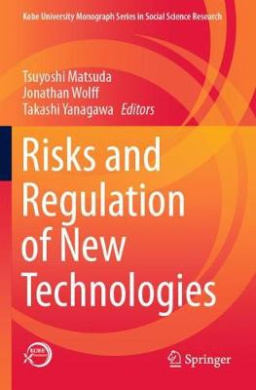 Kobe University Monograph Series in Social Science Research
Tsuyoshi Matsuda
Jonathan Wolff
Takashi Yanagawa Editors
Risks and
Regulation
of New
Technologies
KOBE
Springer